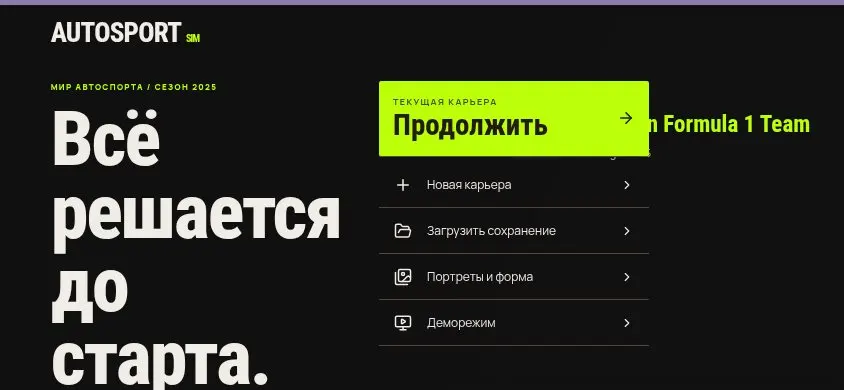 AUTOSPORT SIM
МИР АВТОСПОРТА / СЕЗОН 2025
Всё
решается
до
старта.
ТЕКУЩАЯ КАРЬЕРА
Продолжить
Formula 1 Team
Новая карьера
Загрузить сохранение
Портреты и форма
Деморежим